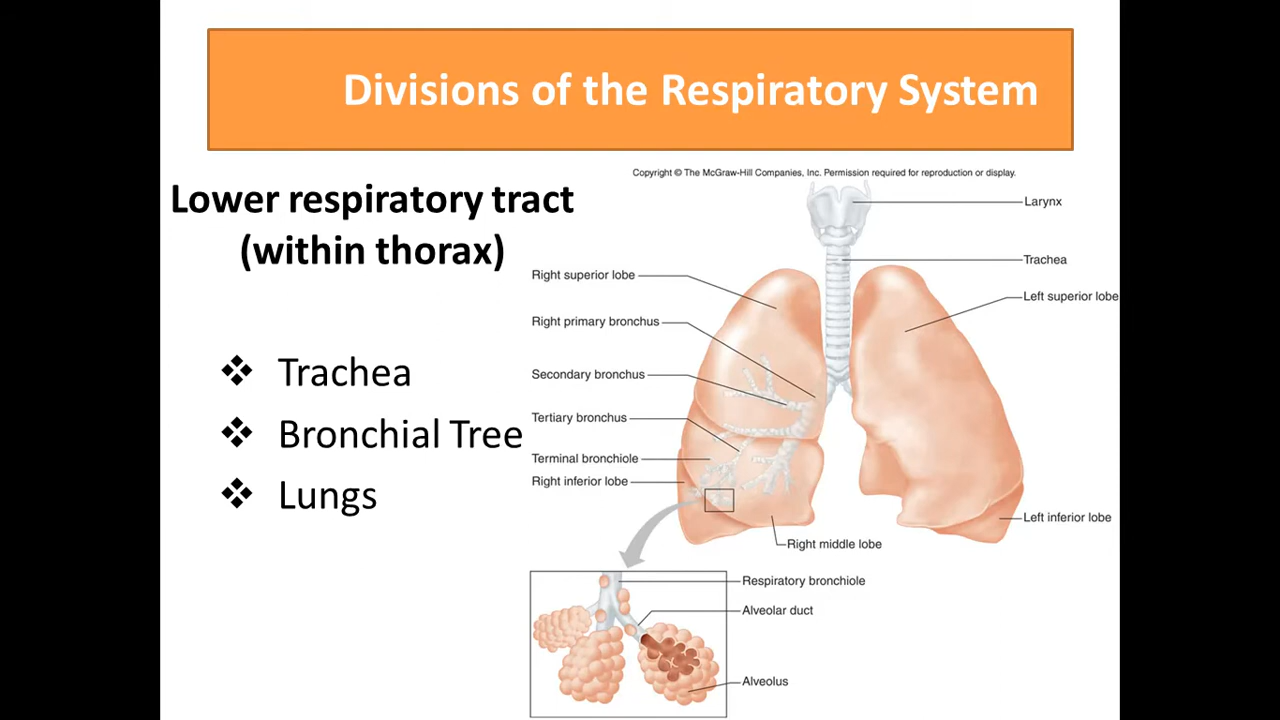 Divisions of the Respiratory System
Lower respiratory tract
(within thorax)
❖ Trachea
❖ Bronchial Tree
❖ Lungs
Copyright © The McGraw-Hill Companies, Inc. Permission required for reproduction or display.
Larynx
Trachea
Right superior lobe
Left superior lobe
Right primary bronchus
Secondary bronchus
Tertiary bronchus
Terminal bronchiole
Right inferior lobe
Left inferior lobe
Right middle lobe
Respiratory bronchiole
Alveolar duct
Alveolus